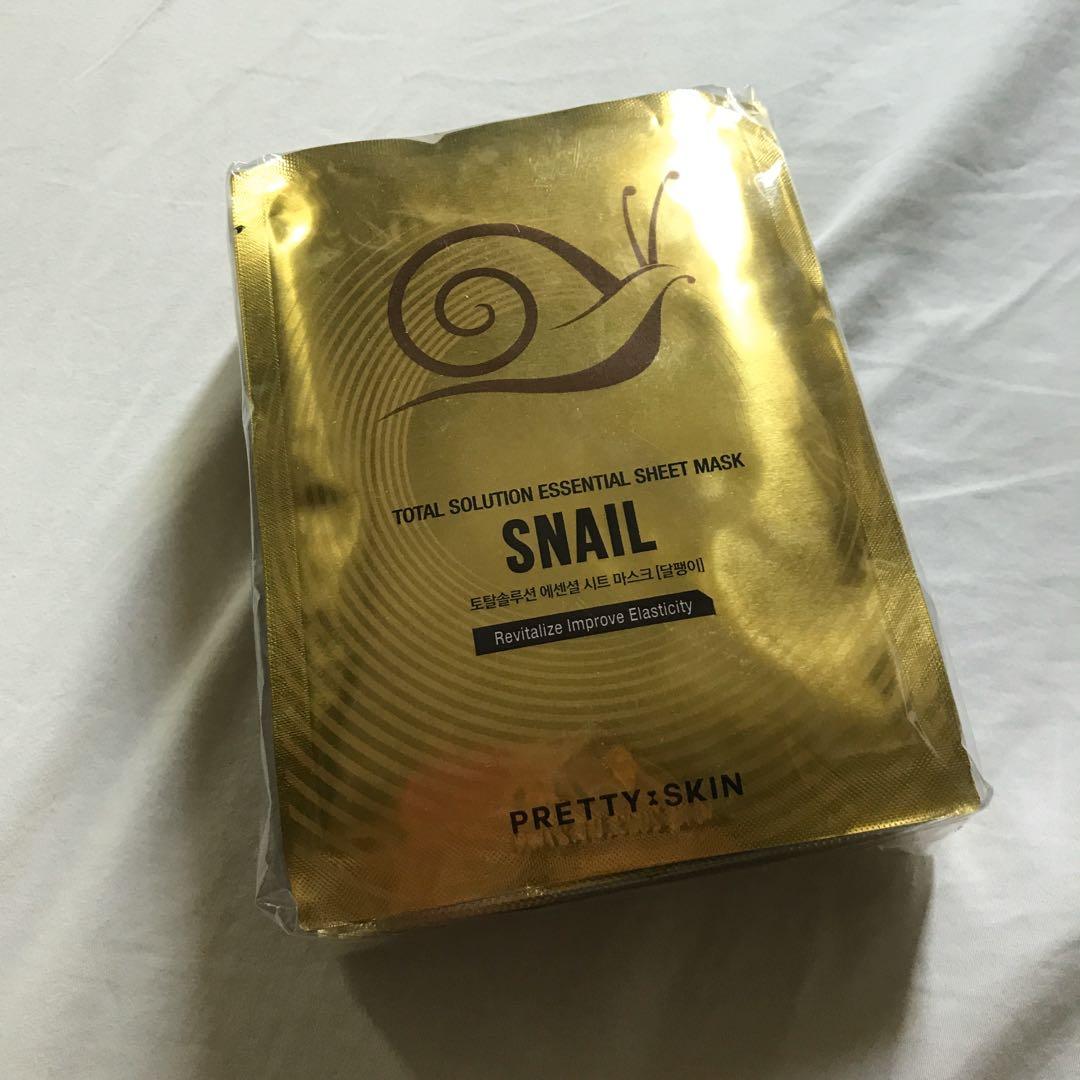 TOTAL SOLUTION ESSENTIAL SHEET MASK
SNAIL
토탈솔루션 에센셜 시트 마스크 [달팽이]
Revitalize Improve Elasticity
PRETTY SKIN